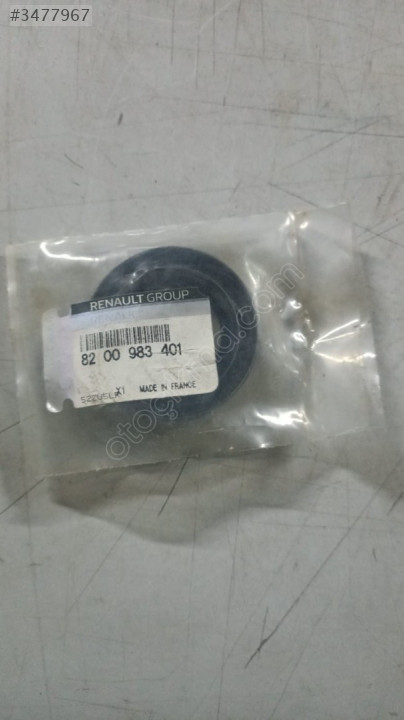 #3477967
RENAULT GROUP
82 00 983 401
X1 MADE IN FRANCE